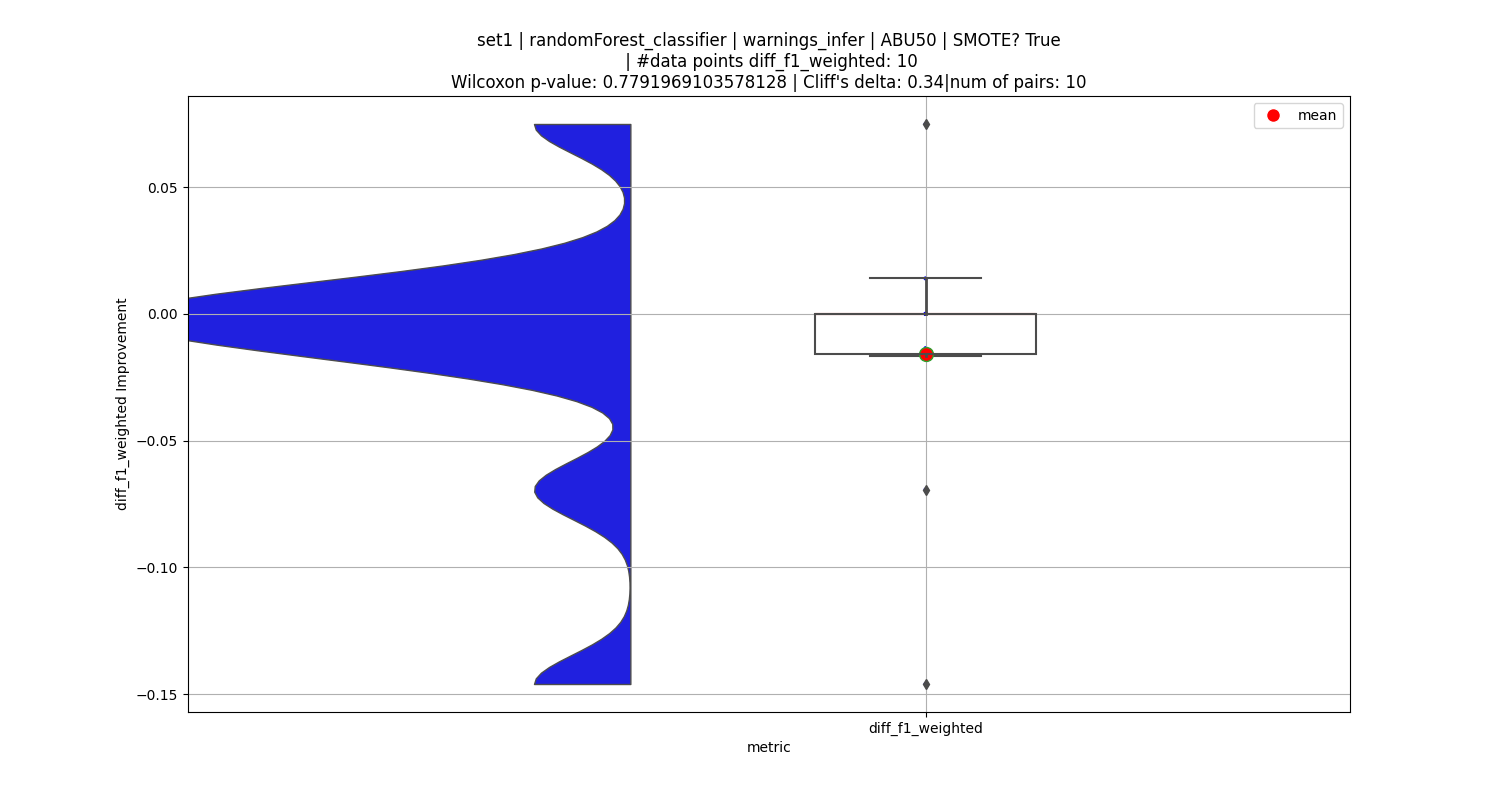 set1 | randomForest_classifier | warnings_infer | ABU50 | SMOTE? True
| #data points diff_f1_weighted: 10
Wilcoxon p-value: 0.7791969103578128 | Cliff's delta: 0.34|num of pairs: 10
mean
0.05
0.00
−0.05
−0.10
−0.15
diff_f1_weighted Improvement
diff_f1_weighted
metric